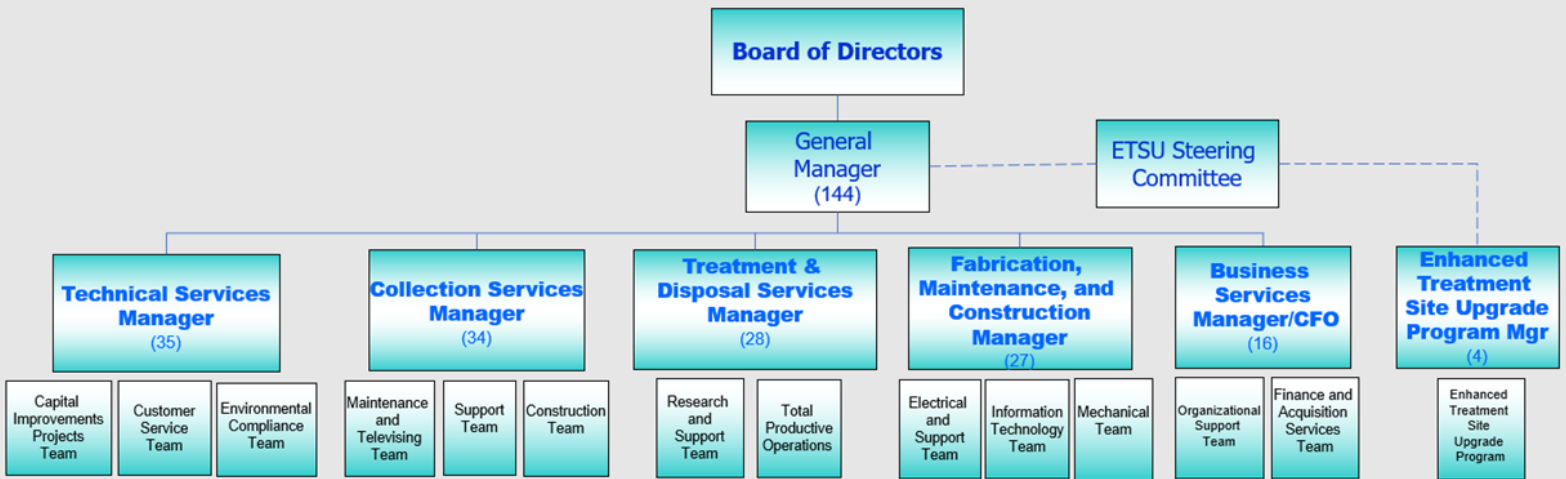 Board of Directors
General
Manager
(144)
ETSU Steering
Committee
Technical Services
Manager
(35)
Collection Services
Manager
(34)
Treatment &
Disposal Services
Manager
(28)
Fabrication,
Maintenance, and
Construction
Manager
(27)
Business
Services
Manager/CFO
(16)
Enhanced
Treatment
Site Upgrade
Program Mgr
(4)
Capital
Improvements
Projects
Team
Customer
Service
Team
Environmental
Compliance
Team
Maintenance
and
Televising
Team
Support
Team
Construction
Team
Research
and
Support
Team
Total
Productive
Operations
Electrical
and
Support
Team
Information
Technology
Team
Mechanical
Team
Organizational
Support
Team
Finance and
Acquisition
Services
Team
Enhanced
Treatment
Site
Upgrade
Program